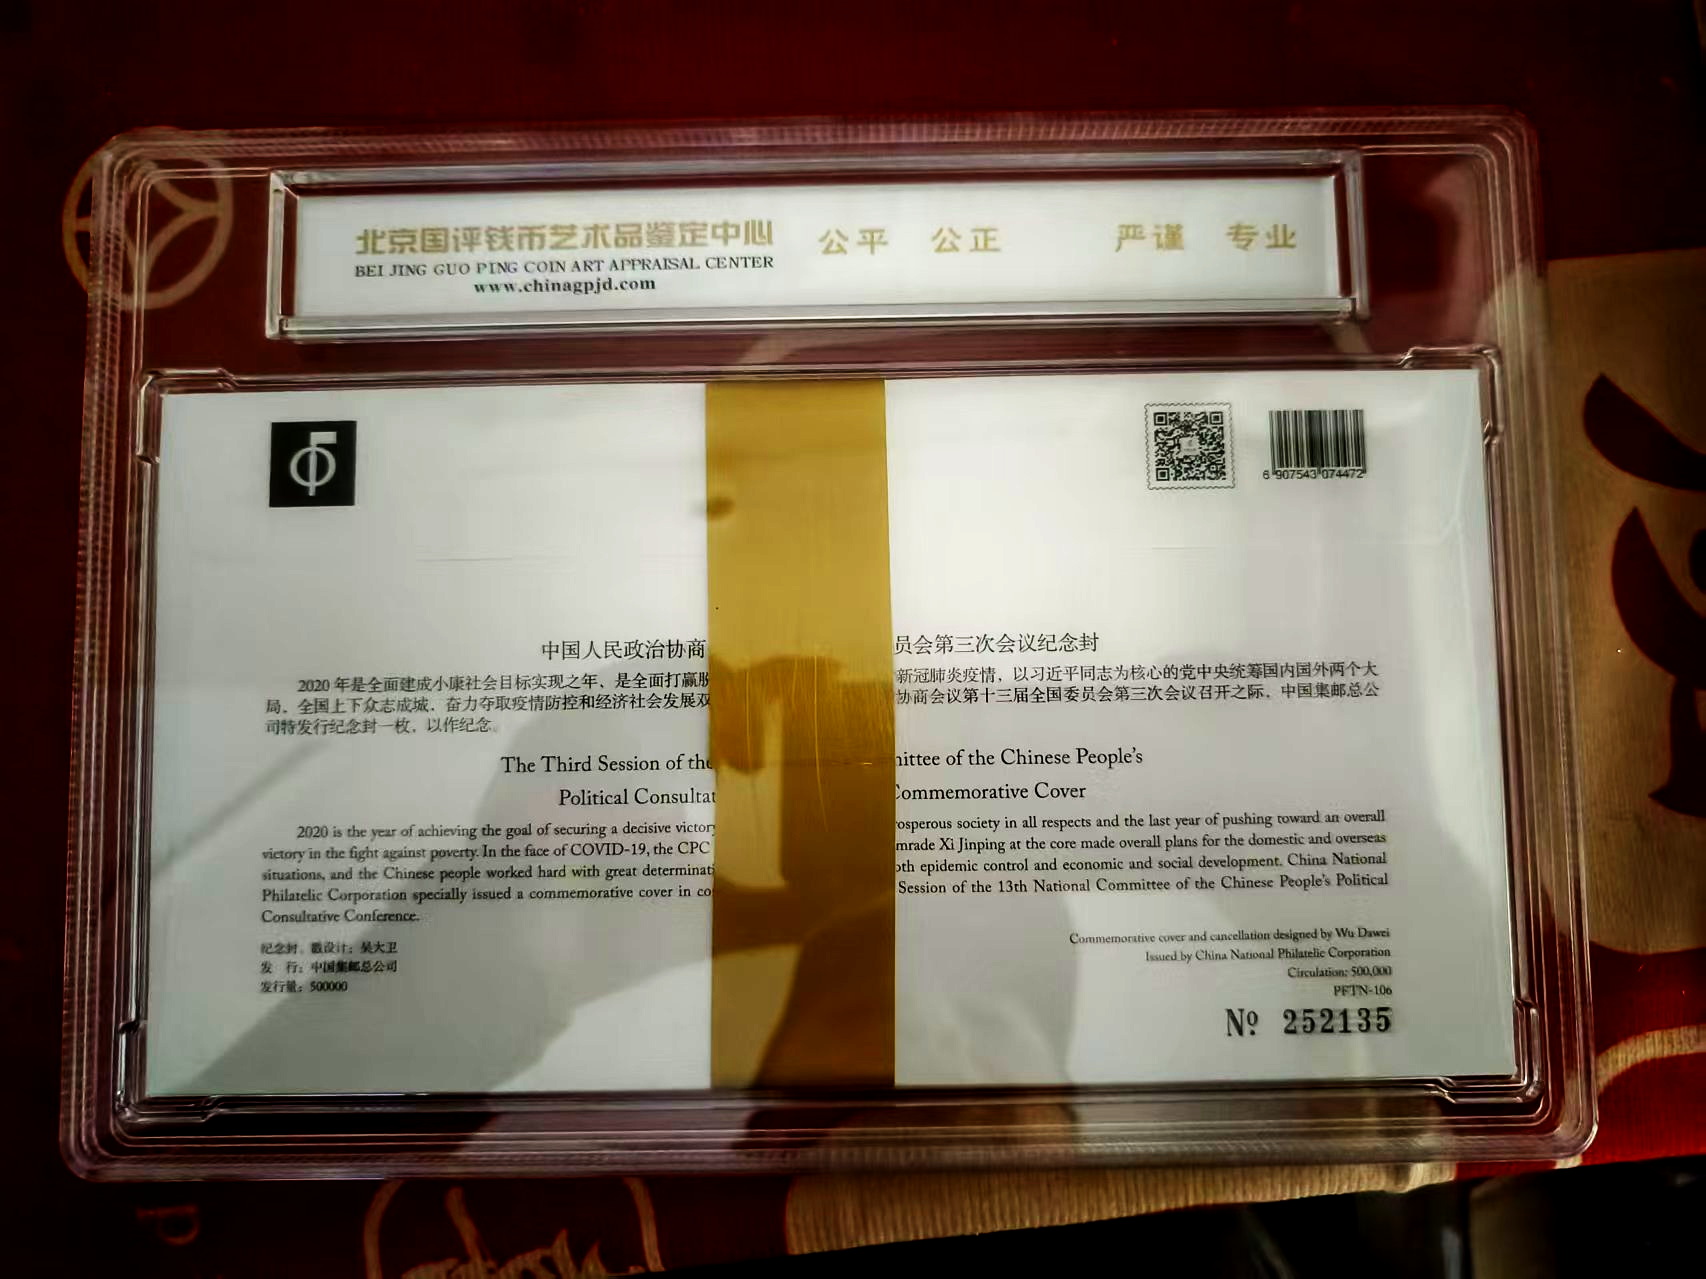 北京国评钱币艺术品鉴定中心 公平 公正 严谨 专业
BEI JING GUO PING COIN ART APPRAISAL CENTER
www.chinagpjd.com
6 907543 074472
中国人民政治协商 员会第三次会议纪念封
2020 年是全面建成小康社会目标实现之年、是全面打赢脱 新冠肺炎疫情，以习近平同志为核心的党中央统筹国内国外两个大
局、全国上下众志成城、奋力夺取疫情防控和经济社会发展双 协商会议第十三届全国委员会第三次会议召开之际，中国集邮总公
司特发行纪念封一枚，以作纪念。
The Third Session of the mittee of the Chinese People's
Political Consultat Commemorative Cover
2020 is the year of achieving the goal of securing a decisive victory osperous society in all respects and the last year of pushing toward an overall
victory in the fight against poverty. In the face of COVID-19, the CPC mrade Xi Jinping at the core made overall plans for the domestic and overseas
situations, and the Chinese people worked hard with great determinati oth epidemic control and economic and social development. China National
Philatelic Corporation specially issued a commemorative cover in co Session of the 13th National Committee of the Chinese People's Political
Consultative Conference.
纪念封、戳设计：吴大卫
发 行：中国集邮总公司
发行量：500000
Commemorative cover and cancellation designed by Wu Dawei
Issued by China National Philatelic Corporation
Circulation: 500,000
PFTN-106
Nº 252135